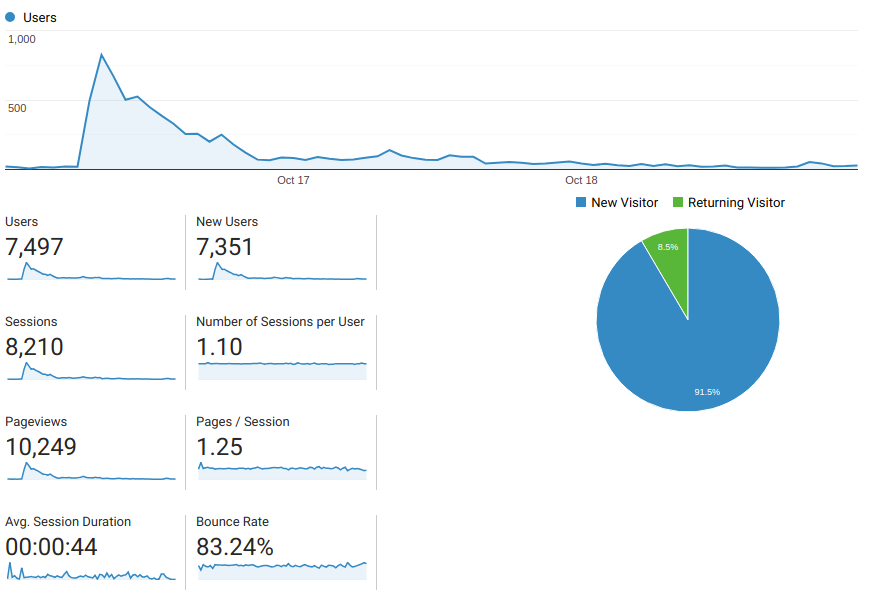 Users
1,000
500
Oct 17
Oct 18
New Visitor
Returning Visitor
8.5%
91.5%
Users
7,497
New Users
7,351
Sessions
8,210
Number of Sessions per User
1.10
Pageviews
10,249
Pages / Session
1.25
Avg. Session Duration
00:00:44
Bounce Rate
83.24%